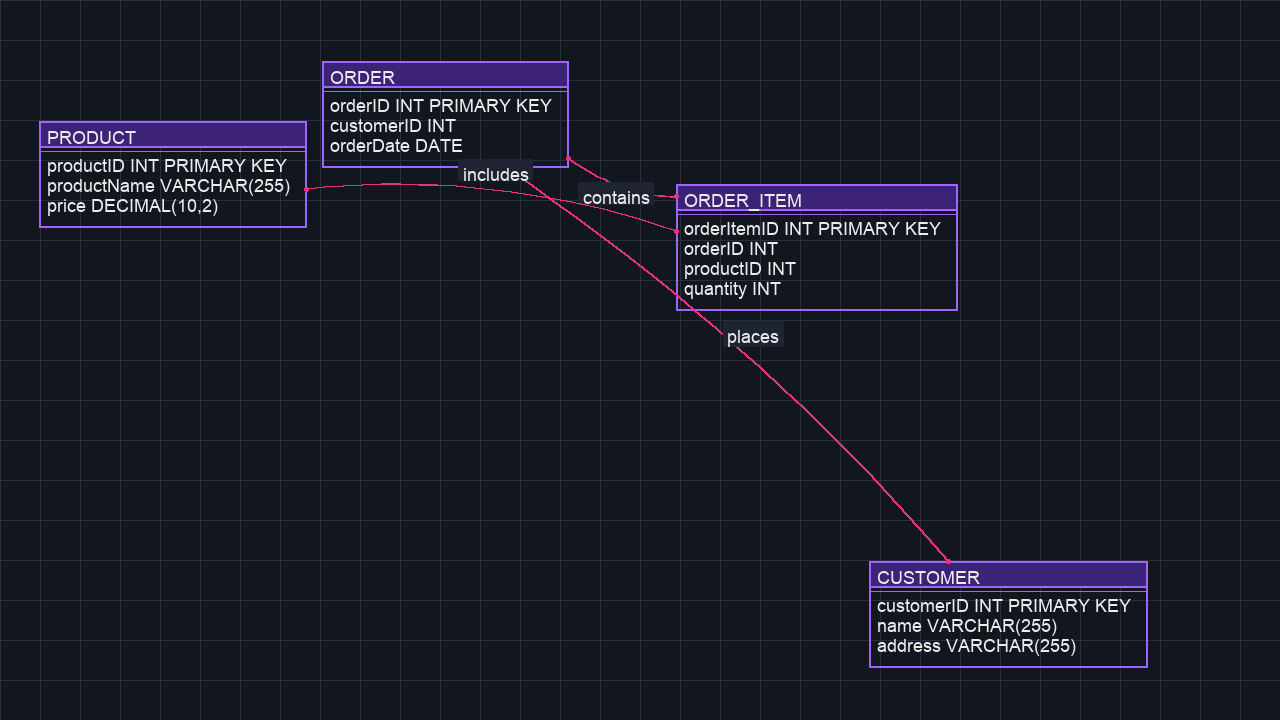 ORDER
orderID INT PRIMARY KEY
customerID INT
orderDate DATE
PRODUCT
productID INT PRIMARY KEY
productName VARCHAR(255)
price DECIMAL(10,2)
includes
contains
ORDER_ITEM
orderItemID INT PRIMARY KEY
orderID INT
productID INT
quantity INT
places
CUSTOMER
customerID INT PRIMARY KEY
name VARCHAR(255)
address VARCHAR(255)